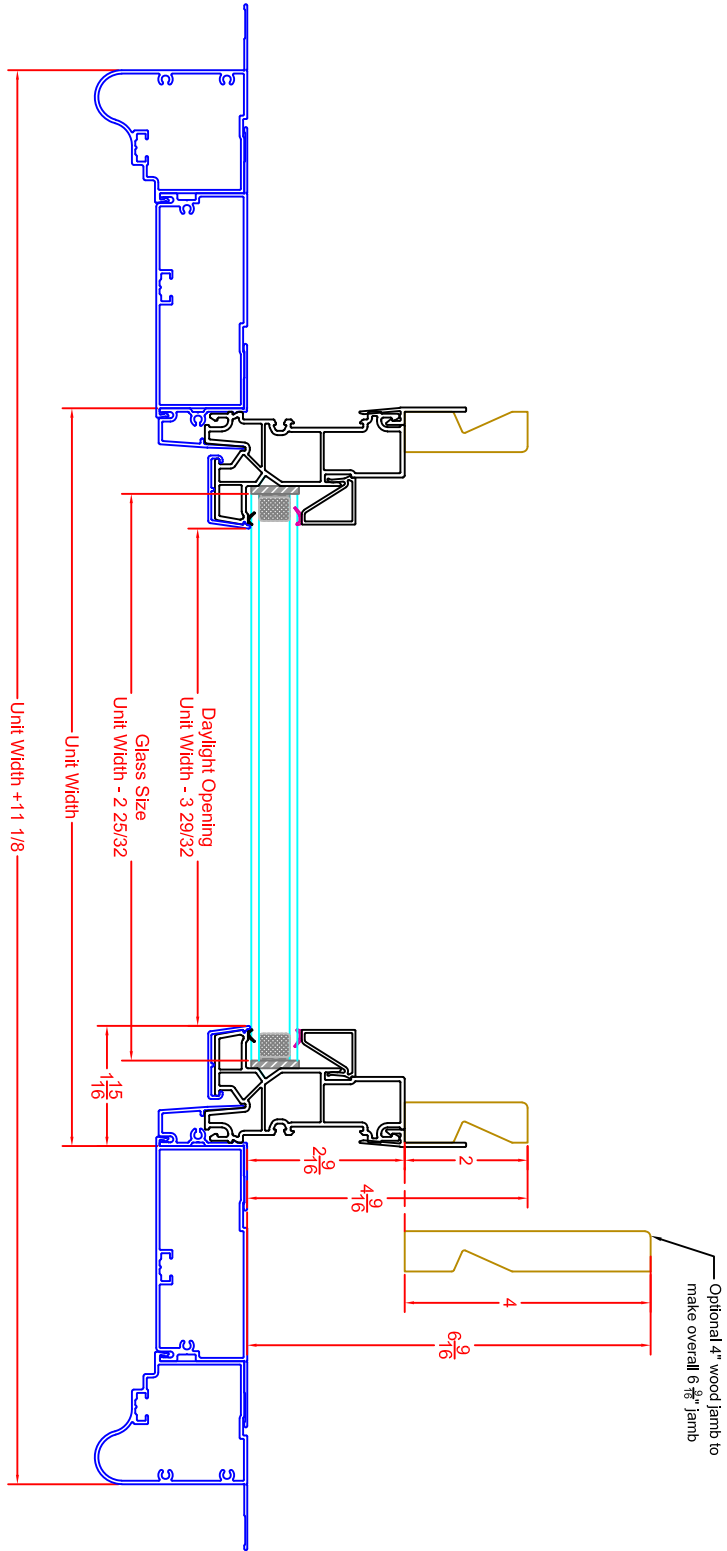 Optional 4" wood jamb to
make overall 6 9/16" jamb
4
6 9/16
2
2 9/16
4 9/16
1 15/16
Daylight Opening
Unit Width - 3 29/32
Glass Size
Unit Width - 2 25/32
Unit Width
Unit Width +11 1/8